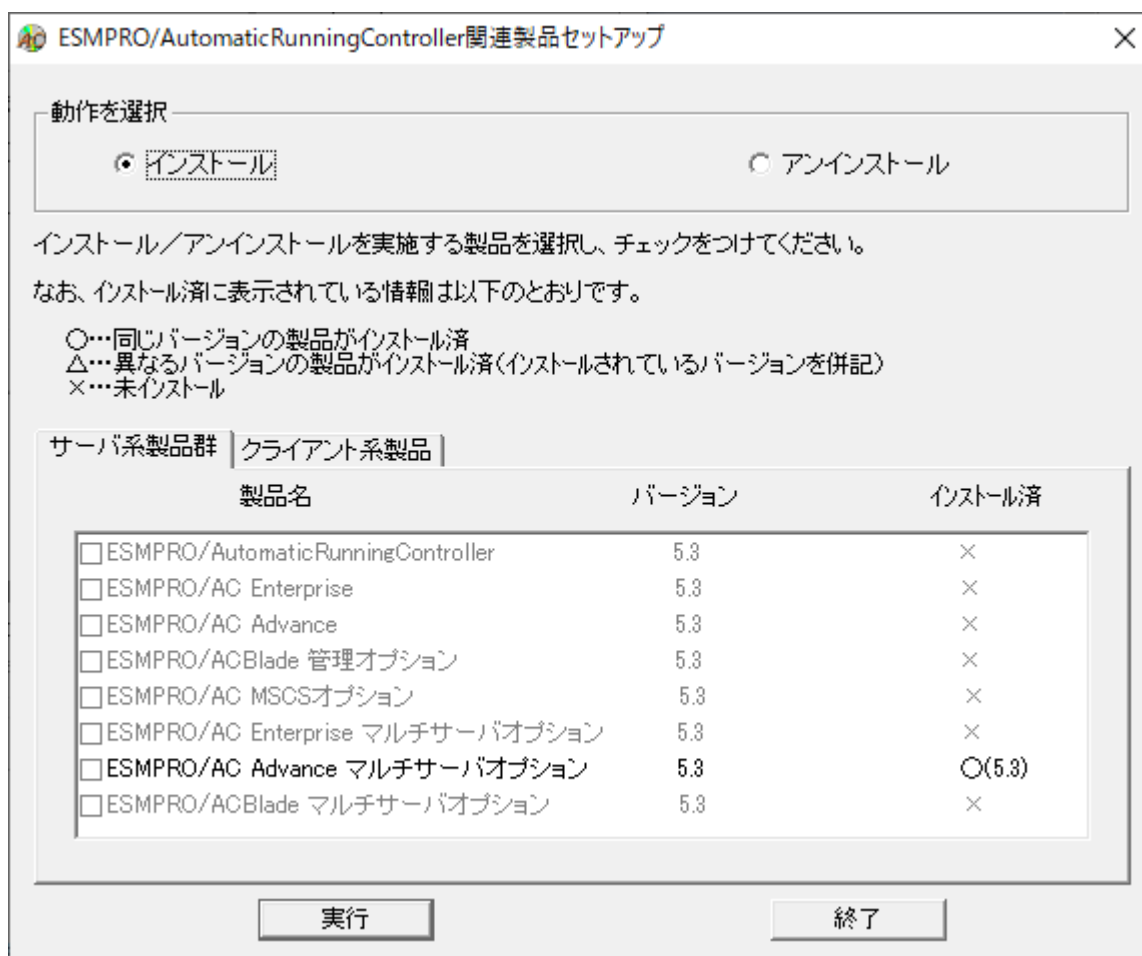 ESMPRO/AutomaticRunningController関連製品セットアップ
動作を選択
インストール アンインストール
インストール／アンインストールを実施する製品を選択し、チェックをつけてください。
なお、インストール済に表示されている情報は以下のとおりです。
○…同じバージョンの製品がインストール済
△…異なるバージョンの製品がインストール済(インストールされているバージョンを併記)
×…未インストール
サーバ系製品群 クライアント系製品
製品名 バージョン インストール済
ESMPRO/AutomaticRunningController 5.3 ×
ESMPRO/AC Enterprise 5.3 ×
ESMPRO/AC Advance 5.3 ×
ESMPRO/ACBlade 管理オプション 5.3 ×
ESMPRO/AC MSCSオプション 5.3 ×
ESMPRO/AC Enterprise マルチサーバオプション 5.3 ×
ESMPRO/AC Advance マルチサーバオプション 5.3 ○(5.3)
ESMPRO/ACBlade マルチサーバオプション 5.3 ×
実行 終了